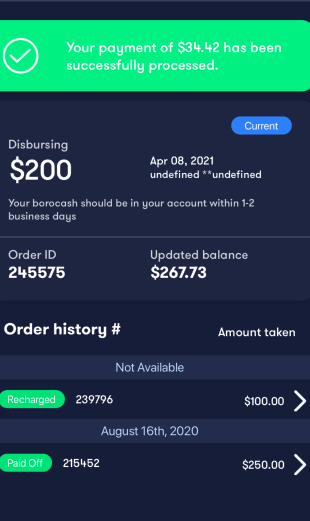 Your payment of $34.42 has been
successfully processed.
Current
Disbursing
$200
Apr 08, 2021
undefined **undefined
Your borocash should be in your account within 1-2
business days
Order ID
245575
Updated balance
$267.73
Order history #
Amount taken
Not Available
Recharged 239796 $100.00
August 16th, 2020
Paid Off 215452 $250.00